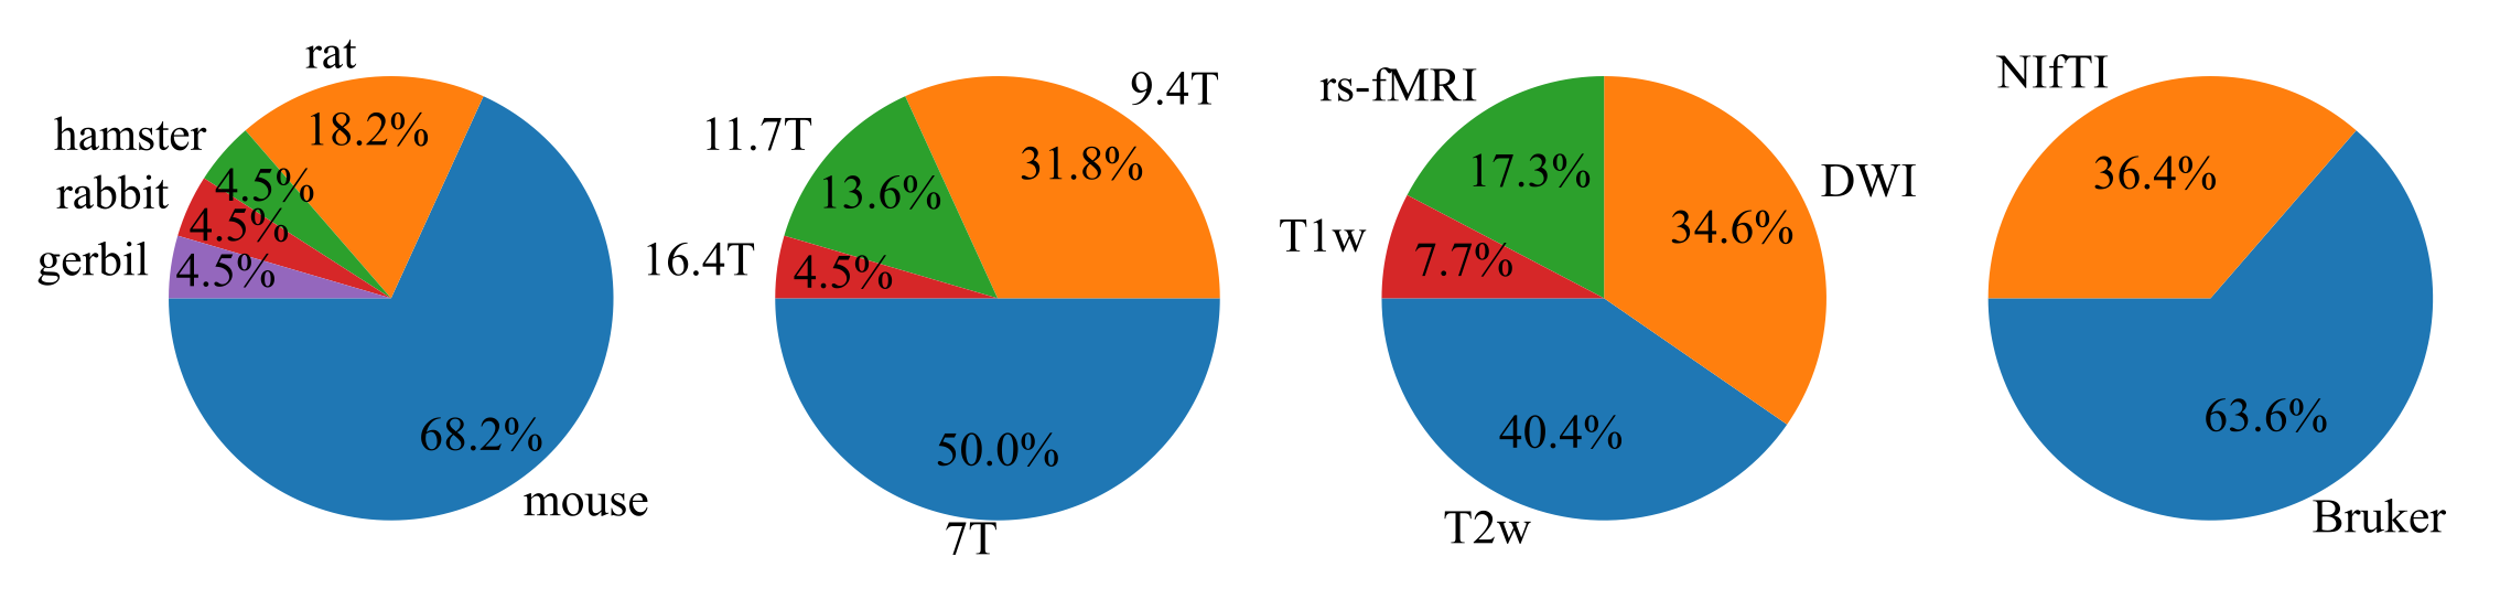 rat
18.2%
hamster
4.5%
rabbit
4.5%
gerbil
4.5%
68.2%
mouse
9.4T
31.8%
11.7T
13.6%
16.4T
4.5%
50.0%
7T
rs-fMRI
17.3%
DWI
34.6%
T1w
7.7%
40.4%
T2w
NIfTI
36.4%
63.6%
Bruker